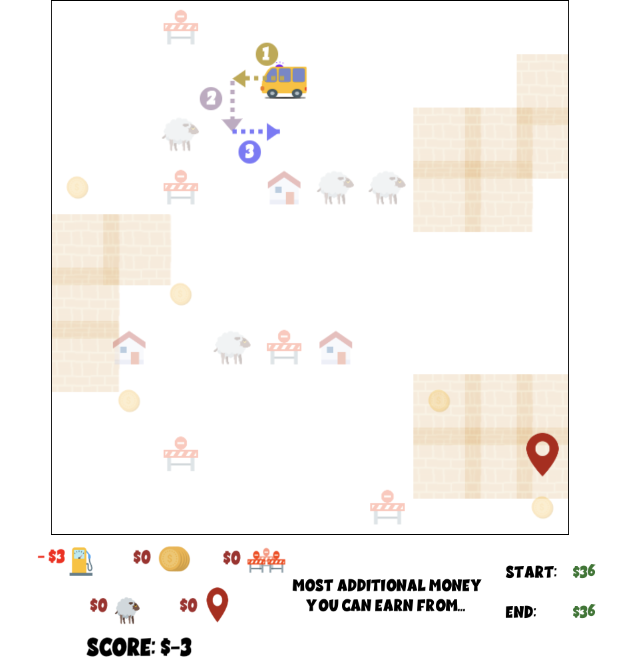 1
2
3
- $3
$0
$0
$0
$0
MOST ADDITIONAL MONEY
YOU CAN EARN FROM...
START: $36
END: $36
SCORE: $-3